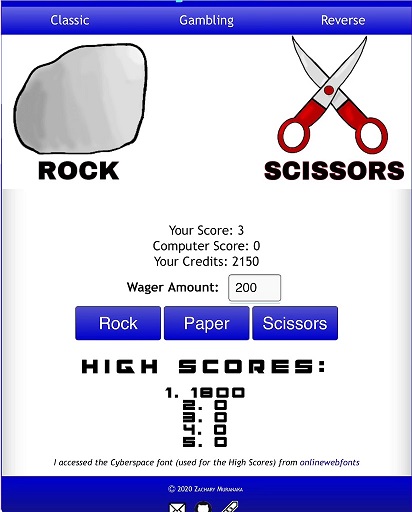 Classic Gambling Reverse
ROCK SCISSORS
Your Score: 3
Computer Score: 0
Your Credits: 2150
Wager Amount: 200
Rock Paper Scissors
HIGH SCORES:
1. 1800
2. 0
3. 0
4. 0
5. 0
I accessed the Cyberspace font (used for the High Scores) from onlinewebfonts
© 2020 Zachary Muranaka